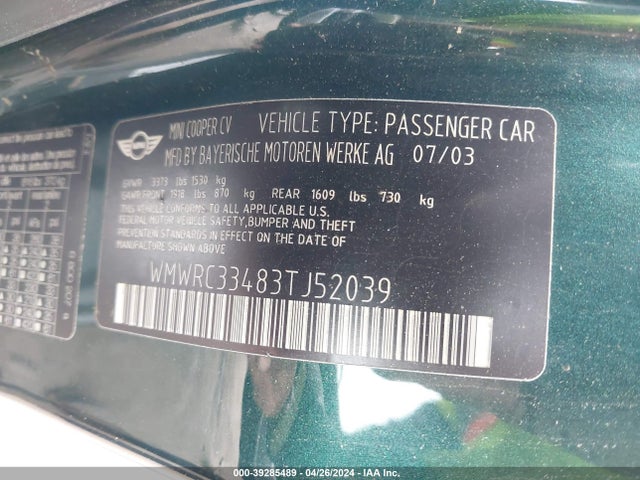 MINI COOPER CV VEHICLE TYPE: PASSENGER CAR
MINI
MFD BY BAYERISCHE MOTOREN WERKE AG 07/03
GVWR 3373 lbs 1530 kg
GAWR FRONT 1918 lbs 870 kg REAR 1609 lbs 730 kg
THIS VEHICLE CONFORMS TO ALL APPLICABLE U.S.
FEDERAL MOTOR VEHICLE SAFETY,BUMPER AND THEFT
PREVENTION STANDARDS IN EFFECT ON THE DATE OF
MANUFACTURE SHOWN ABOVE.
WMWRC33483TJ52039
000-39285489 - 04/26/2024 - IAA Inc.